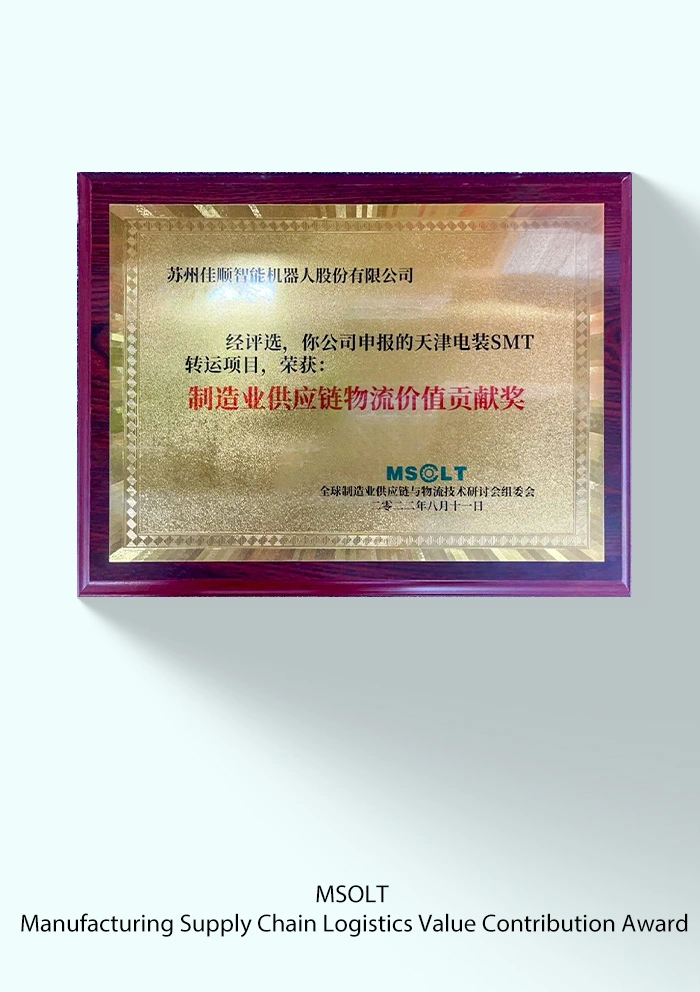 苏州佳顺智能机器人股份有限公司
经评选，你公司申报的天津电装SMT
转运项目，荣获：
制造业供应链物流价值贡献奖
MSOLT
全球制造业供应链与物流技术研讨会组委会
二零二二年八月十一日
MSOLT
Manufacturing Supply Chain Logistics Value Contribution Award